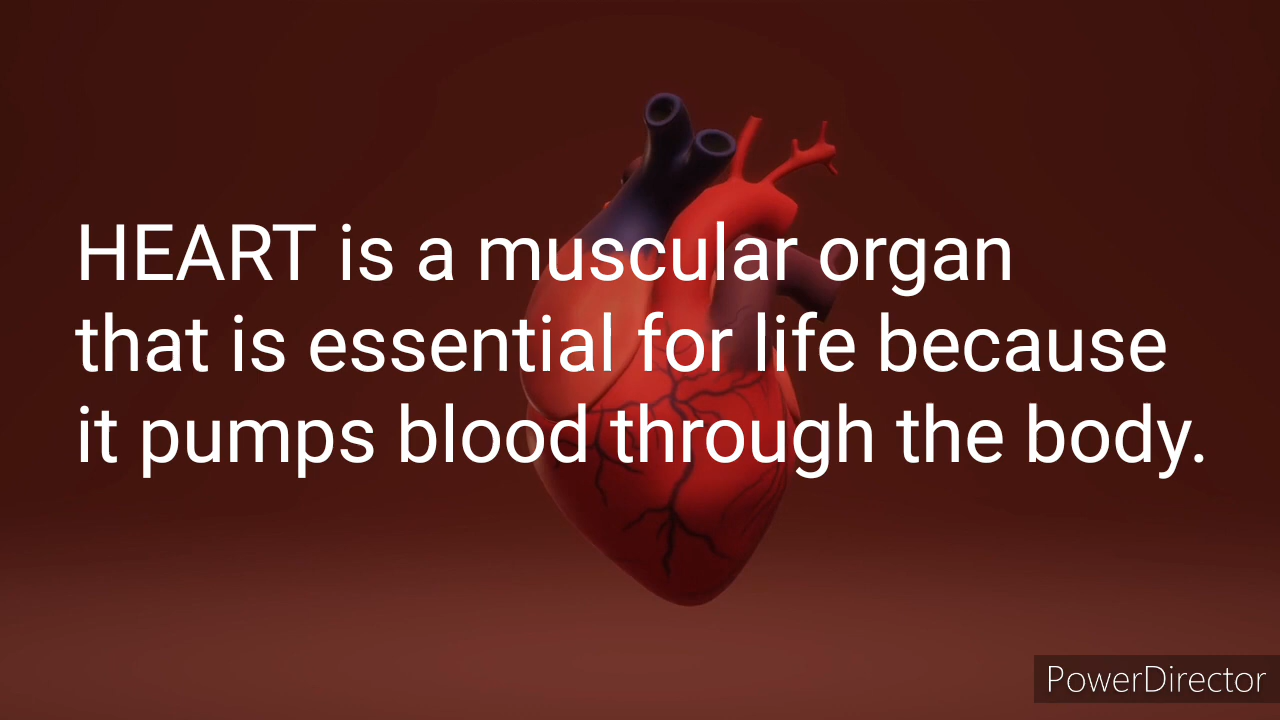 HEART is a muscular organ
that is essential for life because
it pumps blood through the body.
PowerDirector